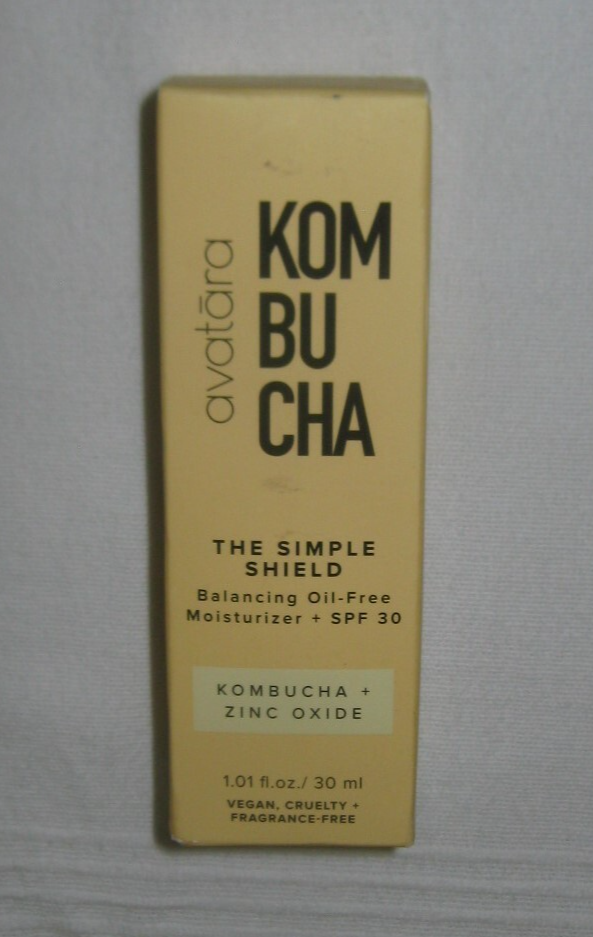 avatāra
KOM
BU
CHA
THE SIMPLE
SHIELD
Balancing Oil-Free
Moisturizer + SPF 30
KOMBUCHA +
ZINC OXIDE
1.01 fl.oz./ 30 ml
VEGAN, CRUELTY +
FRAGRANCE-FREE